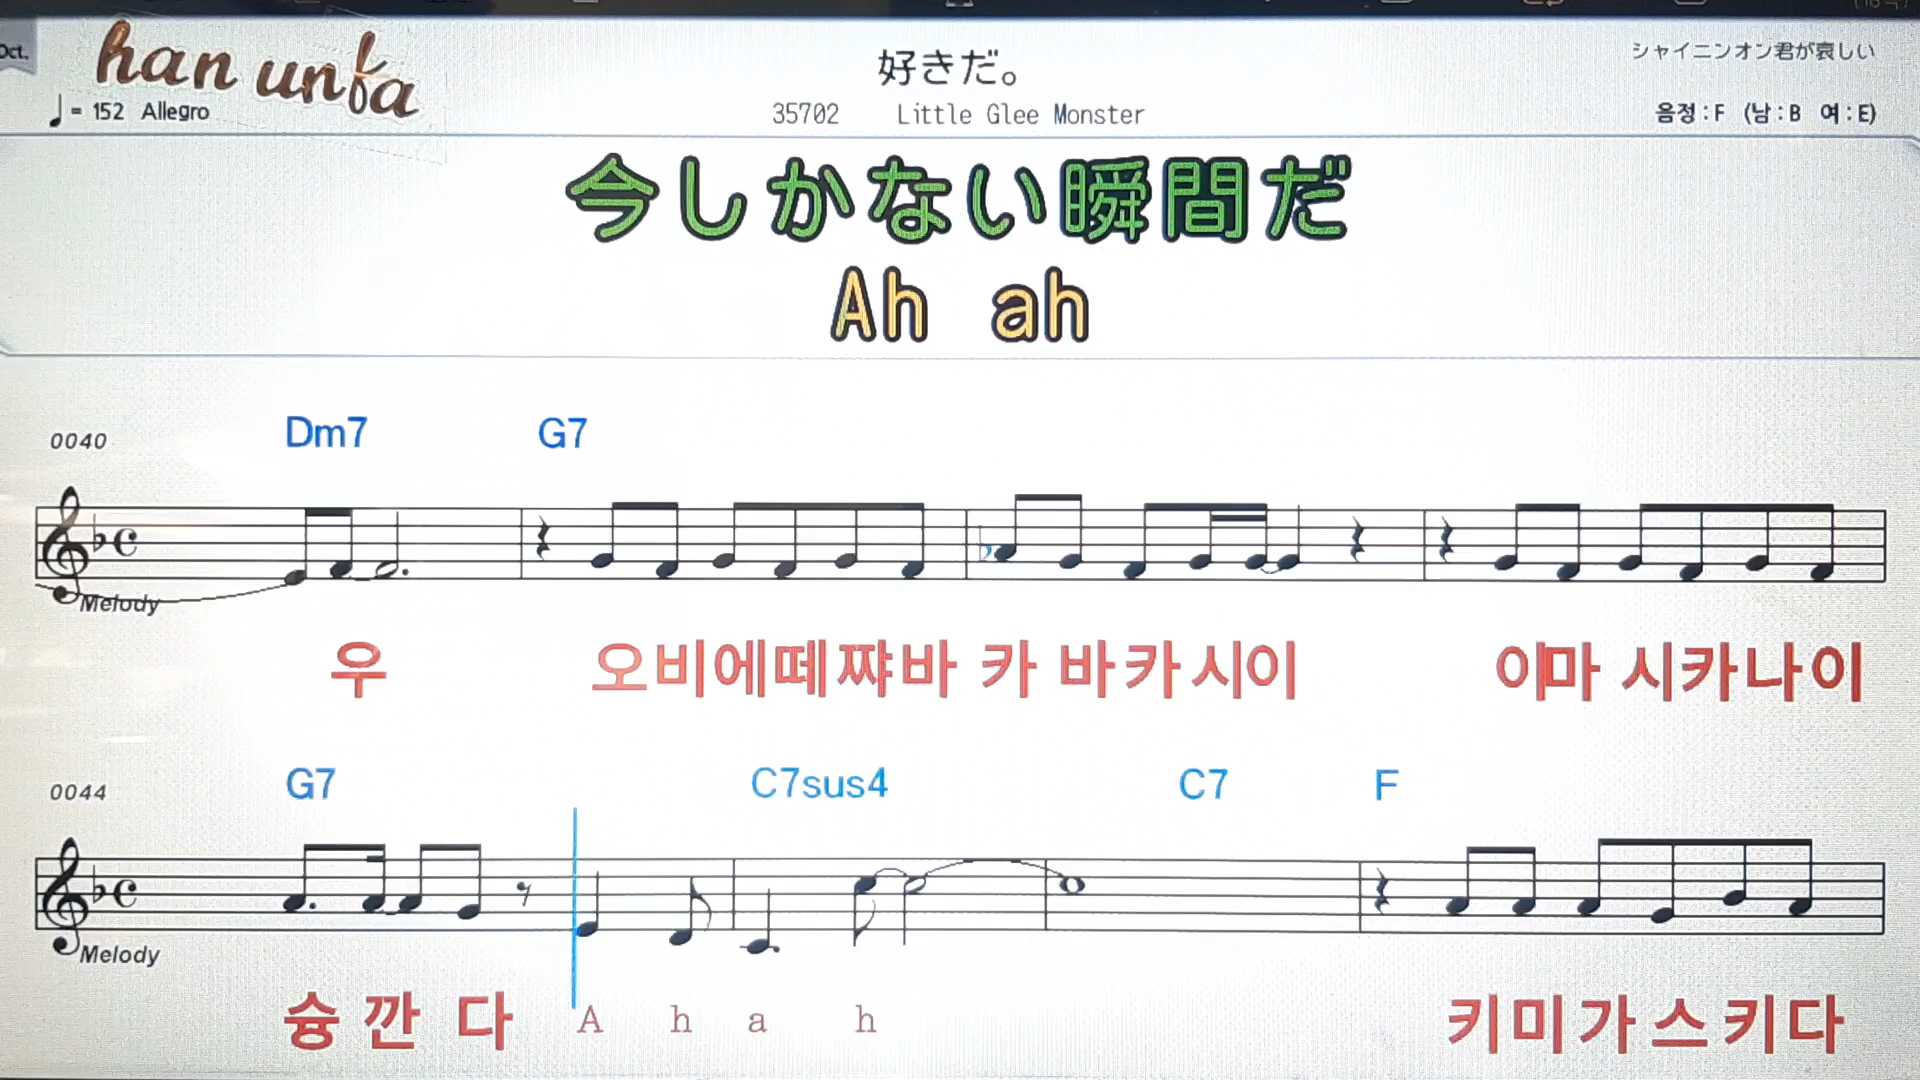 Oct.
han unfa
♩= 152 Allegro
好きだ。
35702 Little Glee Monster
シャイニンオン君が哀しい
음정:F (남:B 여:E)
今しかない瞬間だ
Ah ah
0040 Dm7 G7
Melody
우 오비에떼쨔바 카 바카시이 이마 시카나이
0044 G7 C7sus4 C7 F
Melody
슝 깐 다 A h a h 키미가스키다